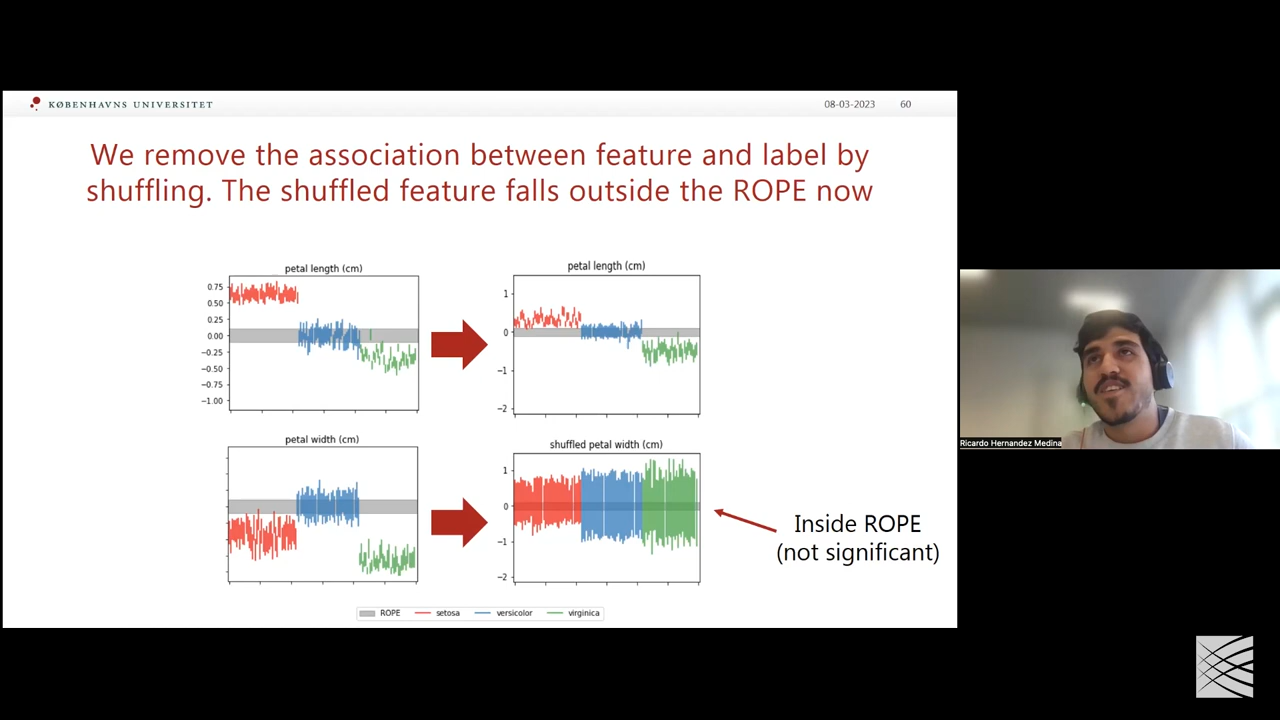 KØBENHAVNS UNIVERSITET
08-03-2023
60
We remove the association between feature and label by
shuffling. The shuffled feature falls outside the ROPE now
petal length (cm)
0.75
0.50
0.25
0.00
−0.25
−0.50
−0.75
−1.00
petal length (cm)
1
0
−1
−2
petal width (cm)
shuffled petal width (cm)
1
0
−1
−2
Inside ROPE
(not significant)
ROPE
setosa
versicolor
virginica
Ricardo Hernandez Medina